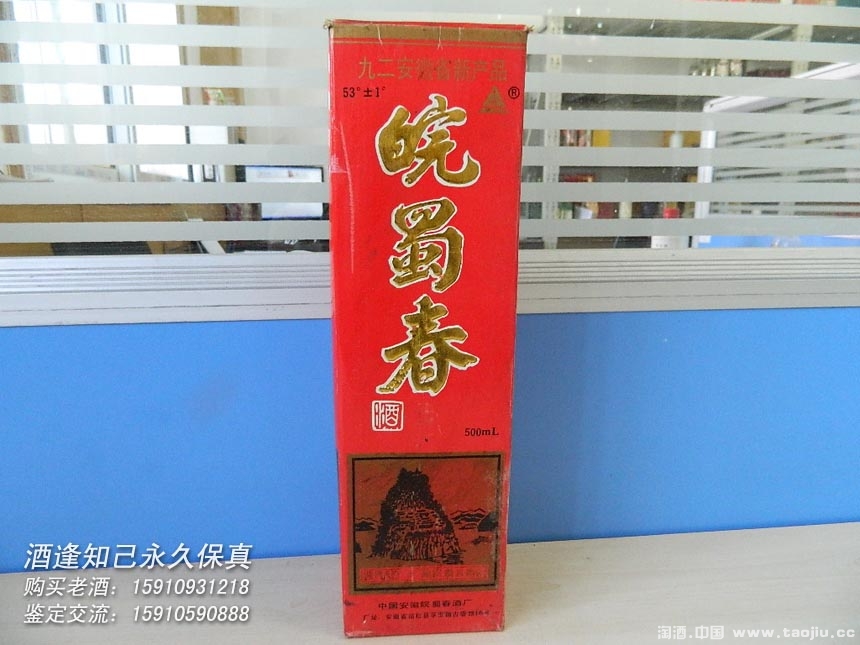 九二安徽省新产品
53°±1°
®
皖蜀春
酒
500mL
中国安徽皖蜀春酒厂
酒逢知己永久保真
购买老酒：15910931218
鉴定交流：15910590888
淘酒.中国 www.taojiu.cc